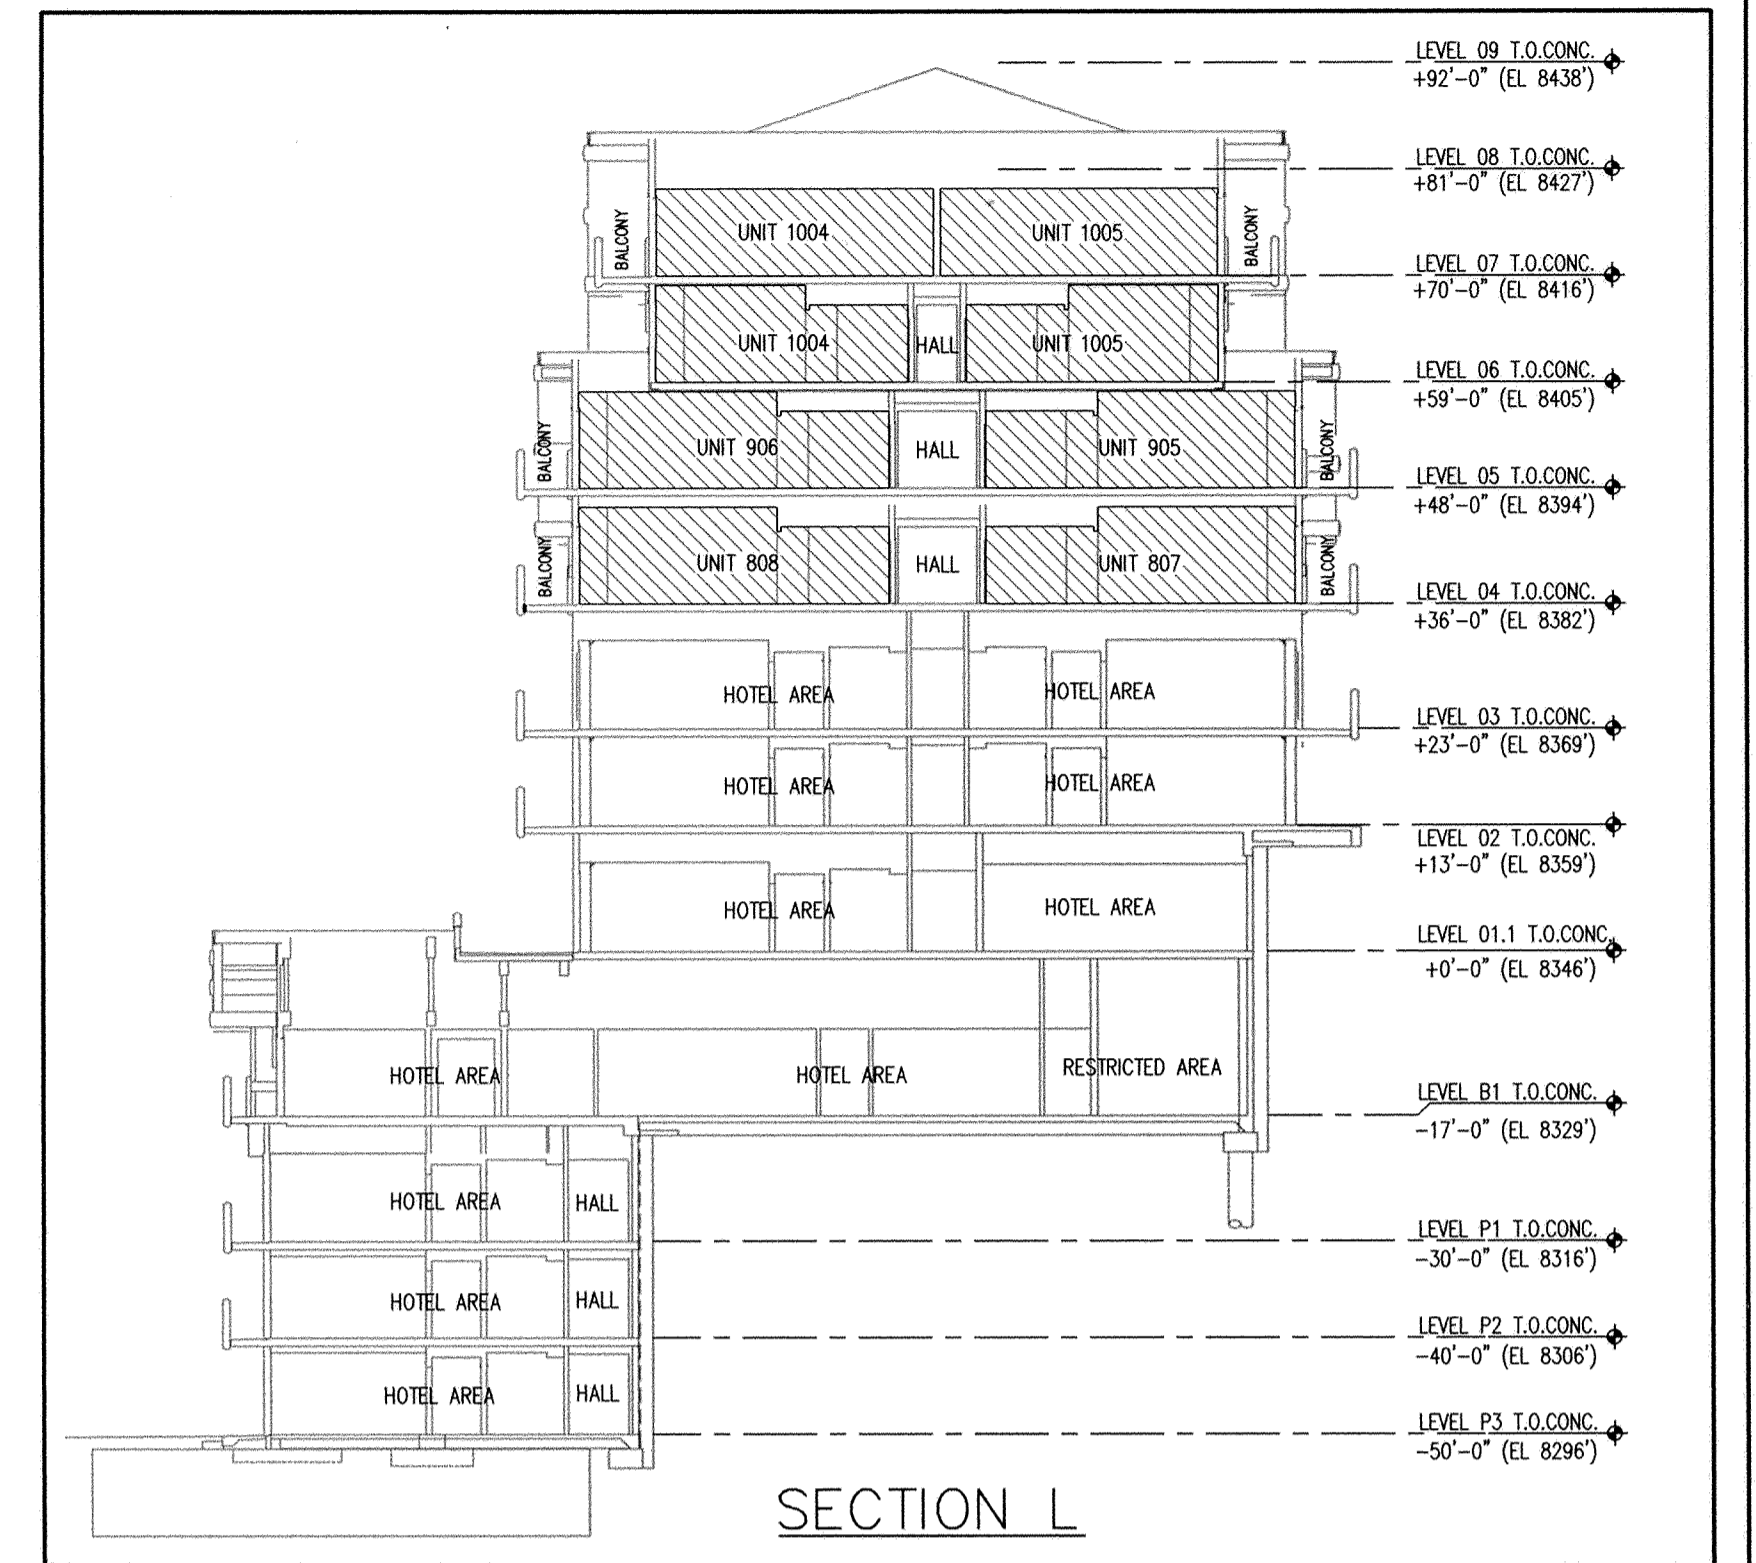 LEVEL 09 T.O.CONC.
+92'-0" (EL 8438')
LEVEL 08 T.O.CONC.
+81'-0" (EL 8427')
BALCONY
UNIT 1004
UNIT 1005
BALCONY
LEVEL 07 T.O.CONC.
+70'-0" (EL 8416')
UNIT 1004
HALL
UNIT 1005
LEVEL 06 T.O.CONC.
+59'-0" (EL 8405')
BALCONY
UNIT 906
HALL
UNIT 905
BALCONY
LEVEL 05 T.O.CONC.
+48'-0" (EL 8394')
BALCONY
UNIT 808
HALL
UNIT 807
BALCONY
LEVEL 04 T.O.CONC.
+36'-0" (EL 8382')
HOTEL AREA
HOTEL AREA
LEVEL 03 T.O.CONC.
+23'-0" (EL 8369')
HOTEL AREA
HOTEL AREA
LEVEL 02 T.O.CONC.
+13'-0" (EL 8359')
HOTEL AREA
HOTEL AREA
LEVEL 01.1 T.O.CONC.
+0'-0" (EL 8346')
HOTEL AREA
HOTEL AREA
RESTRICTED AREA
LEVEL B1 T.O.CONC.
-17'-0" (EL 8329')
HOTEL AREA
HALL
LEVEL P1 T.O.CONC.
-30'-0" (EL 8316')
HOTEL AREA
HALL
LEVEL P2 T.O.CONC.
-40'-0" (EL 8306')
HOTEL AREA
HALL
LEVEL P3 T.O.CONC.
-50'-0" (EL 8296')
SECTION L